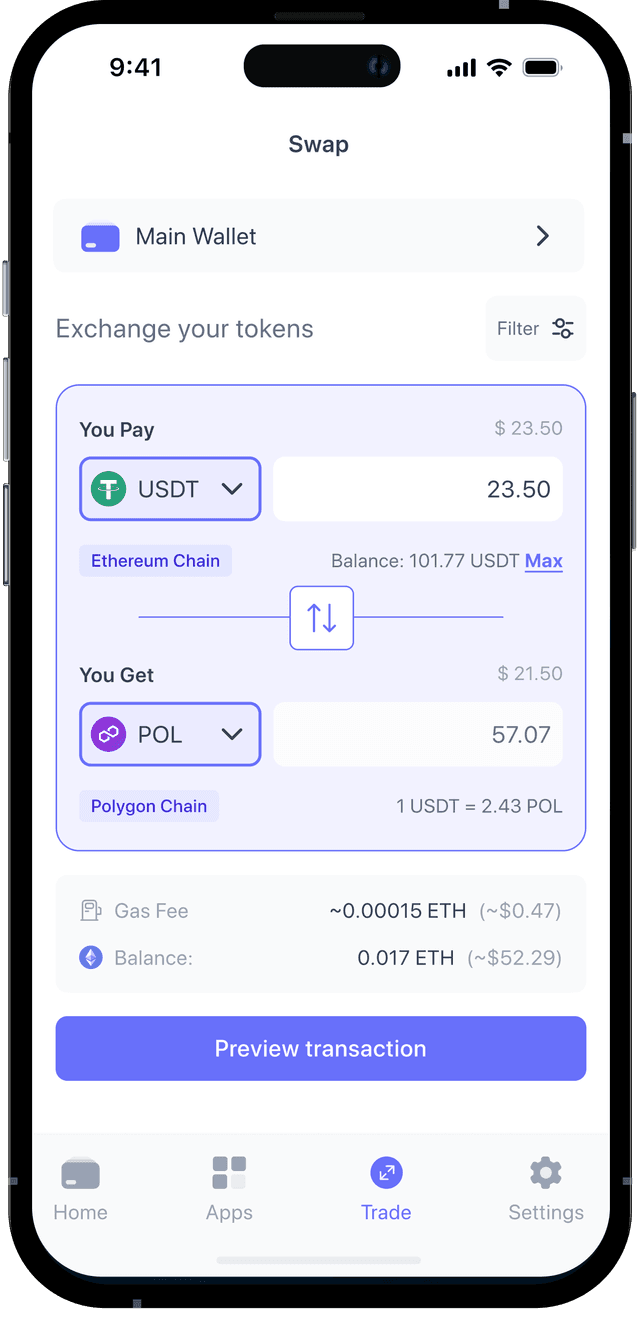 9:41
Swap
Main Wallet
Exchange your tokens Filter
You Pay $ 23.50
USDT 23.50
Ethereum Chain Balance: 101.77 USDT Max
You Get $ 21.50
POL 57.07
Polygon Chain 1 USDT = 2.43 POL
Gas Fee ~0.00015 ETH (~$0.47)
Balance: 0.017 ETH (~$52.29)
Preview transaction
Home Apps Trade Settings